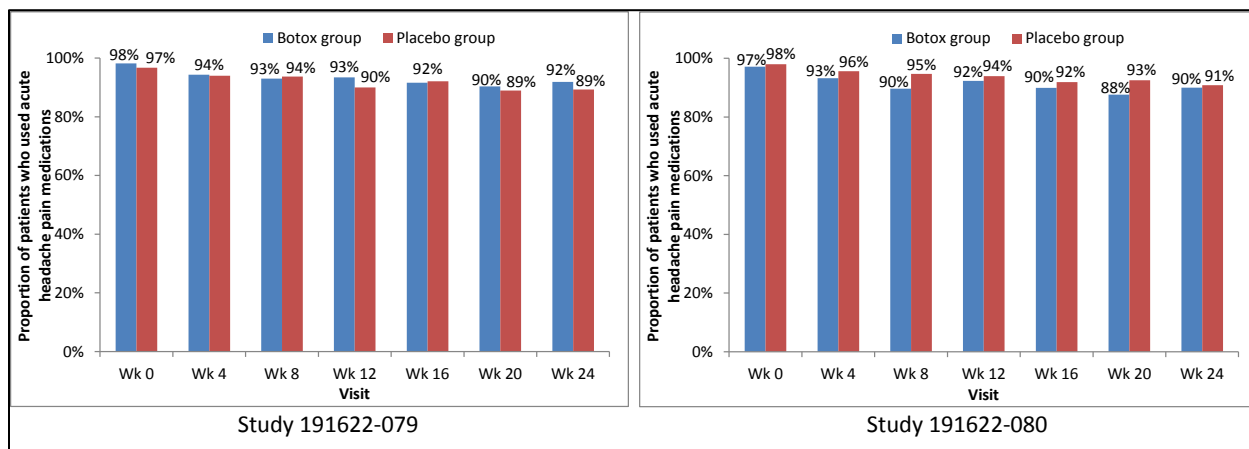 Botox group Placebo group
98% 97% 94% 93% 94% 93% 90% 92% 90% 89% 92% 89%
100%
80%
60%
40%
20%
0%
Proportion of patients who used acute
headache pain medications
Wk 0 Wk 4 Wk 8 Wk 12 Wk 16 Wk 20 Wk 24
Visit
Study 191622-079
Botox group Placebo group
97% 98% 93% 96% 90% 95% 92% 94% 90% 92% 88% 93% 90% 91%
100%
80%
60%
40%
20%
0%
Proportion of patients who used acute
headache pain medications
Wk 0 Wk 4 Wk 8 Wk 12 Wk 16 Wk 20 Wk 24
Visit
Study 191622-080